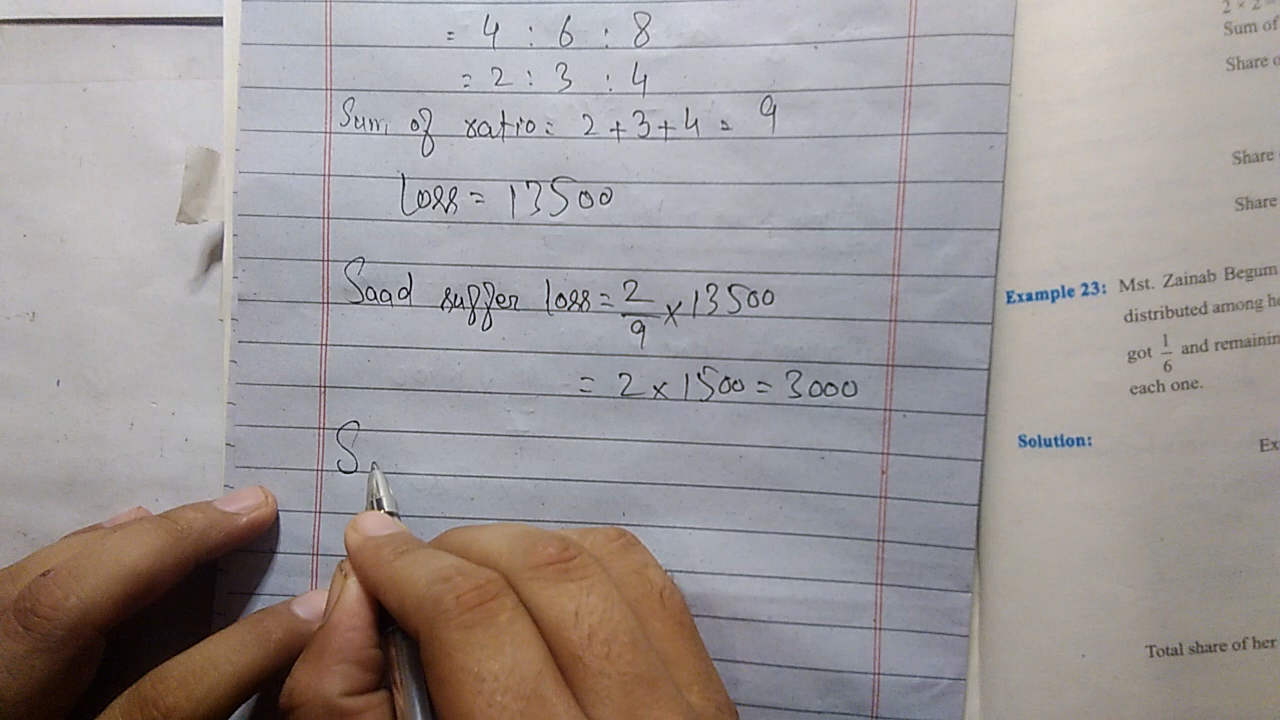 = 4 : 6 : 8
= 2 : 3 : 4
Sum of ratio = 2+3+4 = 9
Loss = 13500
Saad suffer loss = 2/9 × 13500
= 2 × 1500 = 3000
S
2 × 2
Sum of
Share o
Share
Share
Example 23: Mst. Zainab Begum
distributed among h
got 1/6 and remainin
each one.
Solution:
Ex
Total share of her